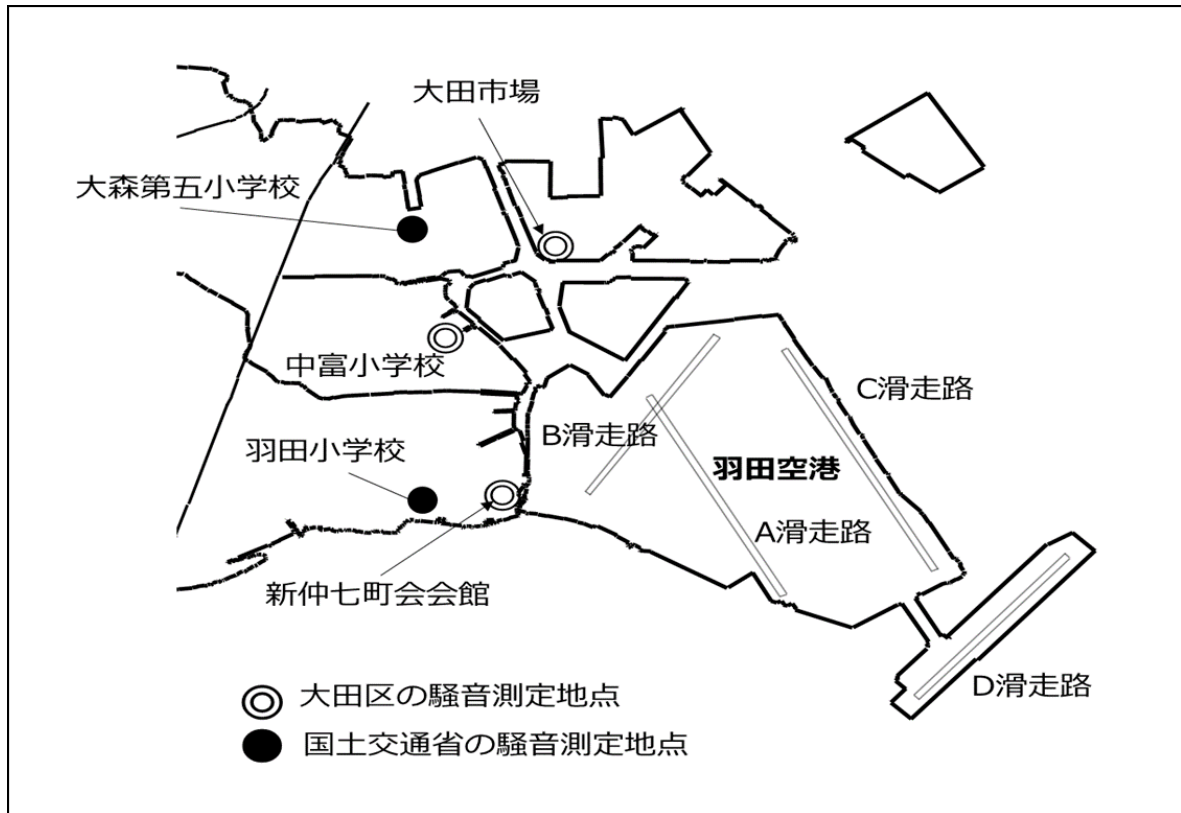 大田市場
大森第五小学校
中富小学校
C滑走路
B滑走路
羽田小学校
羽田空港
A滑走路
新仲七町会会館
D滑走路
大田区の騒音測定地点
国土交通省の騒音測定地点